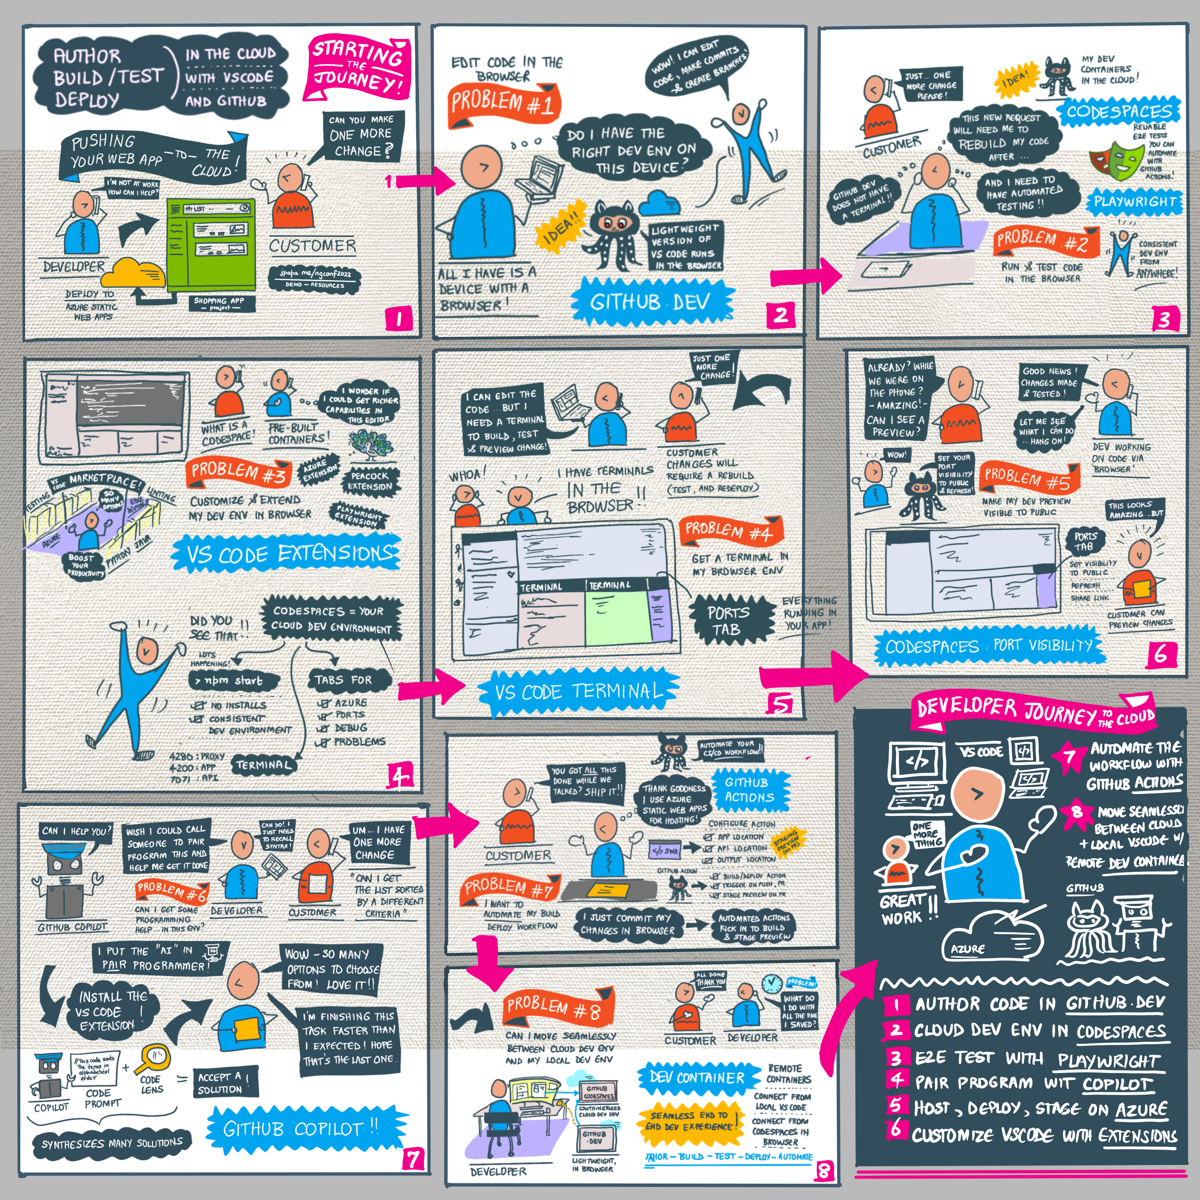 AUTHOR
BUILD/TEST
DEPLOY
IN THE CLOUD
WITH VSCODE
AND GITHUB
STARTING
THE
JOURNEY!
PUSHING
YOUR WEB APP -TO- THE
CLOUD!
CAN YOU MAKE
ONE MORE
CHANGE?
I'M NOT AT WORK
HOW CAN I HELP?
MY LIST
DEVELOPER
CUSTOMER
DEPLOY TO
AZURE STATIC
WEB APPS
SHOPPING APP
- project -
DEMO - RESOURCES
1
EDIT CODE IN THE
BROWSER
PROBLEM #1
WOW! I CAN EDIT
CODE, MAKE COMMITS
& CREATE BRANCHES!
DO I HAVE THE
RIGHT DEV ENV ON
THIS DEVICE?
1
IDEA!!
LIGHTWEIGHT
VERSION OF
VS CODE RUNS
IN THE BROWSER
ALL I HAVE IS A
DEVICE WITH A
BROWSER!
GITHUB.DEV
2
JUST... ONE
MORE CHANGE
PLEASE!
IDEA!
MY DEV
CONTAINERS
IN THE CLOUD!
CODESPACES
CUSTOMER
THIS NEW REQUEST
WILL NEED ME TO
REBUILD MY CODE
AFTER ...
RELIABLE
E2E TESTS
YOU CAN
AUTOMATE
WITH
GITHUB
ACTIONS!
GITHUB DEV
DOES NOT HAVE
A TERMINAL!!
AND I NEED TO
HAVE AUTOMATED
TESTING!!
PLAYWRIGHT
PROBLEM #2
RUN & TEST CODE
IN THE BROWSER
CONSISTENT
DEV ENV
FROM
ANYWHERE!
3
WHAT IS A
CODESPACE!
PRE-BUILT
CONTAINERS!
I WONDER IF
I COULD GET RICHER
CAPABILITIES IN
THIS EDITOR
PROBLEM #3
AZURE
EXTENSION
PEACOCK
EXTENSION
PLAYWRIGHT
EXTENSION
CUSTOMIZE & EXTEND
MY DEV ENV IN BROWSER
VS CODE
MARKETPLACE!
TESTING
LINTING
SO
MANY
OPTIONS
AZURE
PYTHON JAVA
BOOST
YOUR
PRODUCTIVITY
VS CODE EXTENSIONS
DID YOU
SEE THAT!!
CODESPACES = YOUR
CLOUD DEV ENVIRONMENT
LOTS
HAPPENING!
> npm start
NO INSTALLS
CONSISTENT
DEV ENVIRONMENT
TABS FOR
AZURE
PORTS
DEBUG
PROBLEMS
4280: PROXY
4200: APP
7071: API
TERMINAL
4
JUST ONE
MORE
CHANGE!
I CAN EDIT THE
CODE... BUT I
NEED A TERMINAL
TO BUILD, TEST
& PREVIEW CHANGE!
CUSTOMER
CHANGES WILL
REQUIRE A REBUILD
(TEST, AND REDEPLOY)
WHOA!
I HAVE TERMINALS
IN THE
BROWSER!!
PROBLEM #4
GET A TERMINAL IN
MY BROWSER ENV
TERMINAL
TERMINAL
PORTS
TAB
EVERYTHING
RUNNING IN
YOUR APP!
VS CODE TERMINAL
5
ALREADY? WHILE
WE WERE ON
THE PHONE?
- AMAZING! -
CAN I SEE A
PREVIEW?
GOOD NEWS!
CHANGES MADE
& TESTED!
LET ME SEE
WHAT I CAN DO
... HANG ON!
DEV WORKING
ON CODE VIA
BROWSER!
WOW!
SET YOUR
PORT
VISIBILITY
TO PUBLIC
& REFRESH!
PROBLEM #5
MAKE MY DEV PREVIEW
VISIBLE TO PUBLIC
THIS LOOKS
AMAZING...BUT
PORTS
TAB
SET VISIBILITY
TO PUBLIC
REFRESH
SHARE LINK
CUSTOMER CAN
PREVIEW CHANGES
CODESPACES - PORT VISIBILITY
6
CAN I HELP YOU?
WISH I COULD CALL
SOMEONE TO PAIR
PROGRAM THIS AND
HELP ME GET IT DONE
CAN DO! I
JUST NEED
TO RECALL
SYNTAX!
UM... I HAVE
ONE MORE
CHANGE
PROBLEM #6
CAN I GET SOME
PROGRAMMING
HELP.. IN THIS ENV?
GITHUB COPILOT
DEVELOPER
CUSTOMER
"CAN I GET
THE LIST SORTED
BY A DIFFERENT
CRITERIA"
I PUT THE "AI" IN
PAIR PROGRAMMER!
WOW - SO MANY
OPTIONS TO CHOOSE
FROM! LOVE IT!!
INSTALL THE
VS CODE
EXTENSION!
I'M FINISHING THIS
TASK FASTER THAN
I EXPECTED! HOPE
THAT'S THE LAST ONE..
COPILOT
CODE
PROMPT
+
CODE
LENS
=
ACCEPT A
SOLUTION!
SYNTHESIZES MANY SOLUTIONS
GITHUB COPILOT!!
7
AUTOMATE YOUR
CI/CD WORKFLOW!!
YOU GOT ALL THIS
DONE WHILE WE
TALKED? SHIP IT!!
THANK GOODNESS
I USE AZURE
STATIC WEB APPS
FOR HOSTING!
GITHUB
ACTIONS
CUSTOMER
CONFIGURE ACTION
APP LOCATION
API LOCATION
OUTPUT LOCATION
</> SWA
PROBLEM #7
I WANT TO
AUTOMATE MY BUILD
DEPLOY WORKFLOW
GITHUB ACTION
BUILD/DEPLOY ACTION
TRIGGER ON PUSH, PR
STAGE PREVIEW ON PR
I JUST COMMIT MY
CHANGES IN BROWSER
AUTOMATED ACTIONS
KICK IN TO BUILD
& STAGE PREVIEW
PROBLEM #8
ALL DONE
THANK YOU
PROBLEM!
WHAT DO
I DO WITH
ALL THE TIME
I SAVED?
CUSTOMER
DEVELOPER
CAN I MOVE SEAMLESSLY
BETWEEN CLOUD DEV ENV
AND MY LOCAL DEV ENV
GITHUB
CODESPACES
CONTAINERIZED
CLOUD DEV ENV
GITHUB
.DEV
LIGHTWEIGHT,
IN BROWSER
DEVELOPER
DEV CONTAINER
SEAMLESS END TO
END DEV EXPERIENCE!
REMOTE
CONTAINERS
CONNECT FROM
LOCAL VS CODE
CONNECT FROM
CODESPACES IN
BROWSER
THOR - BUILD - TEST - DEPLOY - AUTOMATE
8
DEVELOPER JOURNEY TO THE CLOUD
</>
VS CODE
</>
7
AUTOMATE THE
WORKFLOW WITH
GITHUB ACTIONS
8
MOVE SEAMLESSLY
BETWEEN CLOUD
+ LOCAL VSCODE W/
REMOTE DEV CONTAINER
ONE
MORE
THING
GREAT
WORK!!
GITHUB
AZURE
1 AUTHOR CODE IN GITHUB.DEV
2 CLOUD DEV ENV IN CODESPACES
3 E2E TEST WITH PLAYWRIGHT
4 PAIR PROGRAM WIT COPILOT
5 HOST, DEPLOY, STAGE ON AZURE
6 CUSTOMIZE VSCODE WITH EXTENSIONS